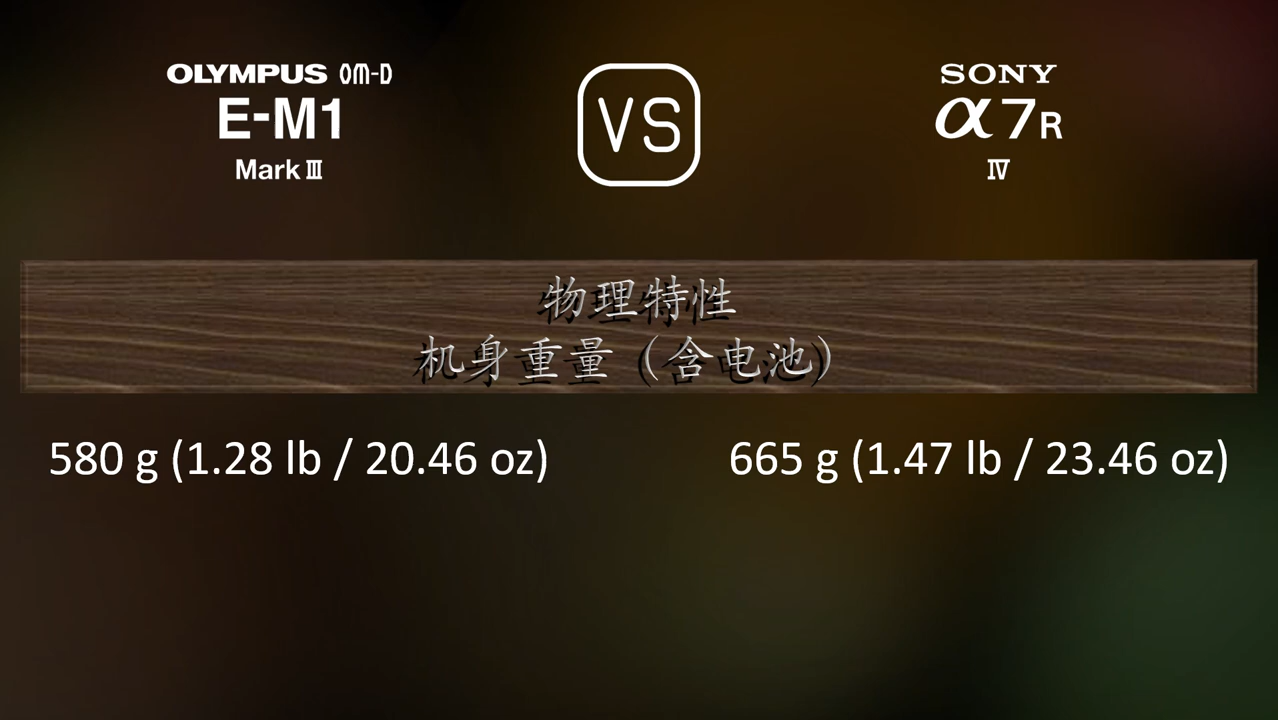 OLYMPUS OM-D
E-M1
Mark III
VS
SONY
α7R
IV
物理特性
机身重量（含电池）
580 g (1.28 lb / 20.46 oz)
665 g (1.47 lb / 23.46 oz)